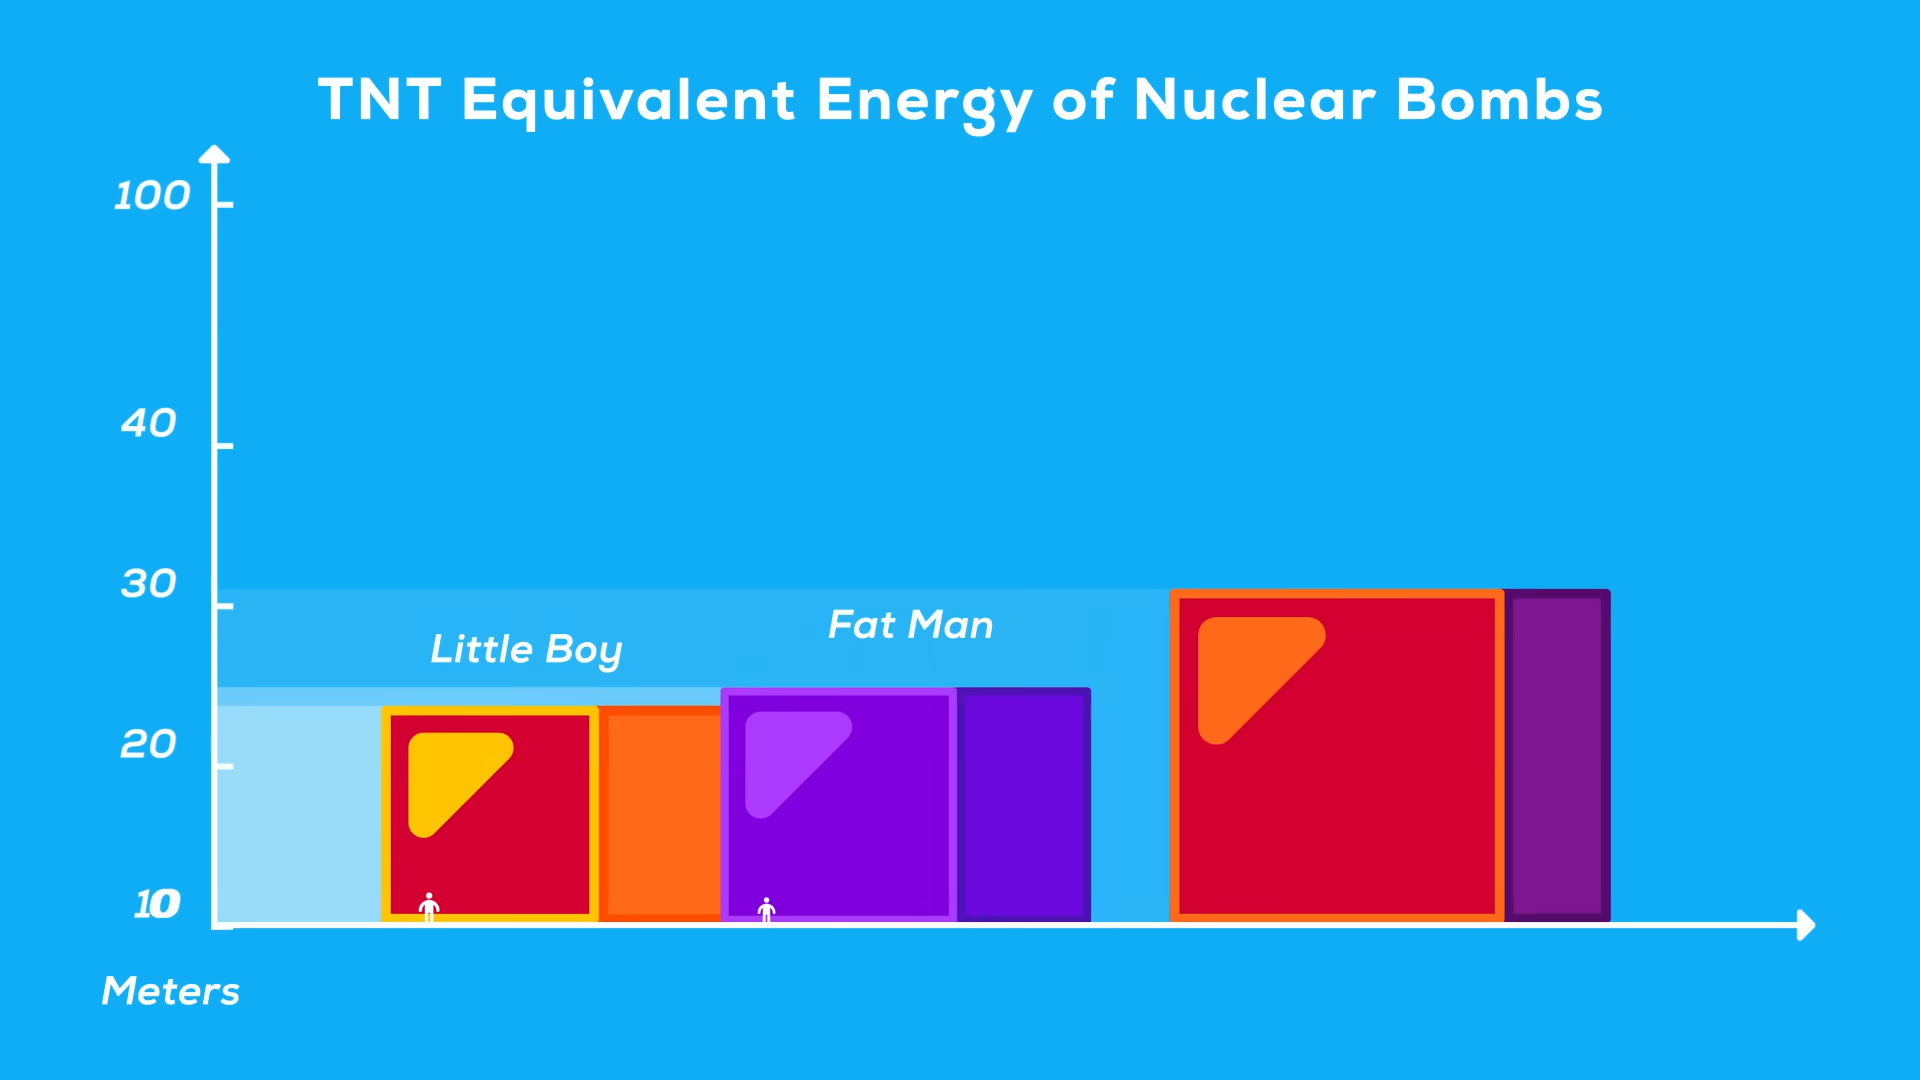 TNT Equivalent Energy of Nuclear Bombs
100
40
30
Fat Man
Little Boy
20
10
Meters